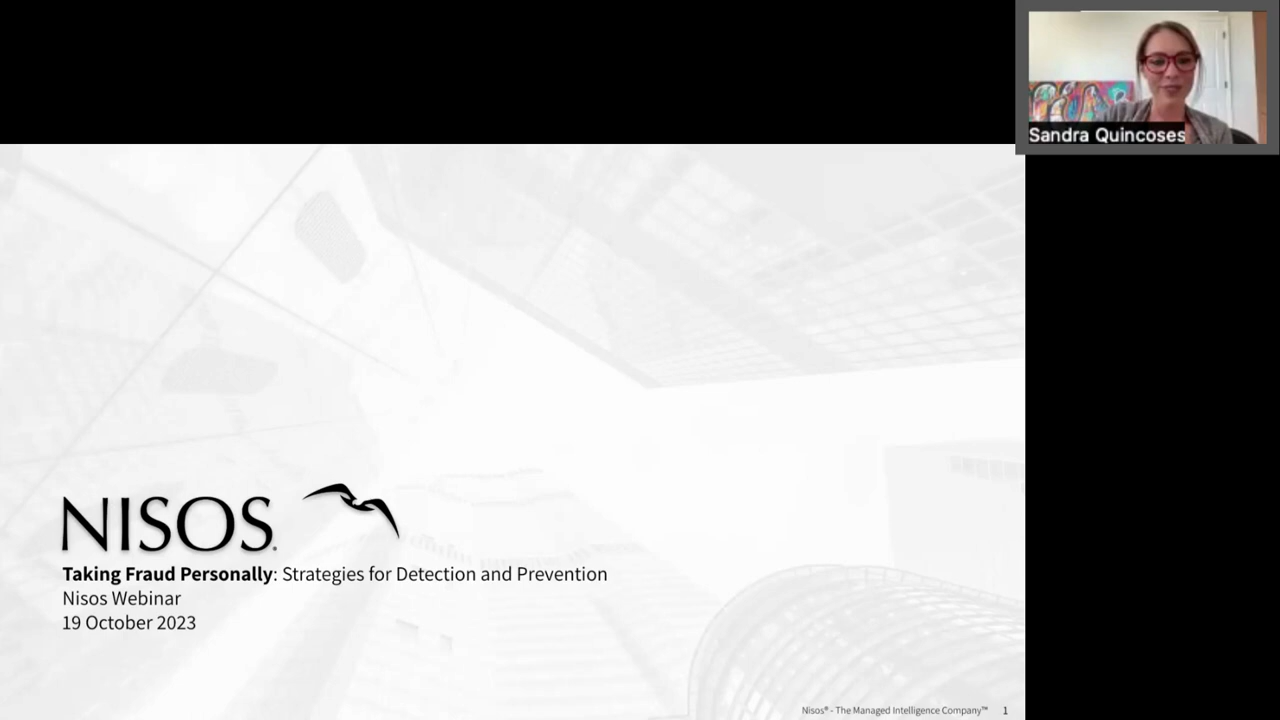 Sandra Quincoses
NISOS.
Taking Fraud Personally: Strategies for Detection and Prevention
Nisos Webinar
19 October 2023
Nisos® - The Managed Intelligence Company™ 1